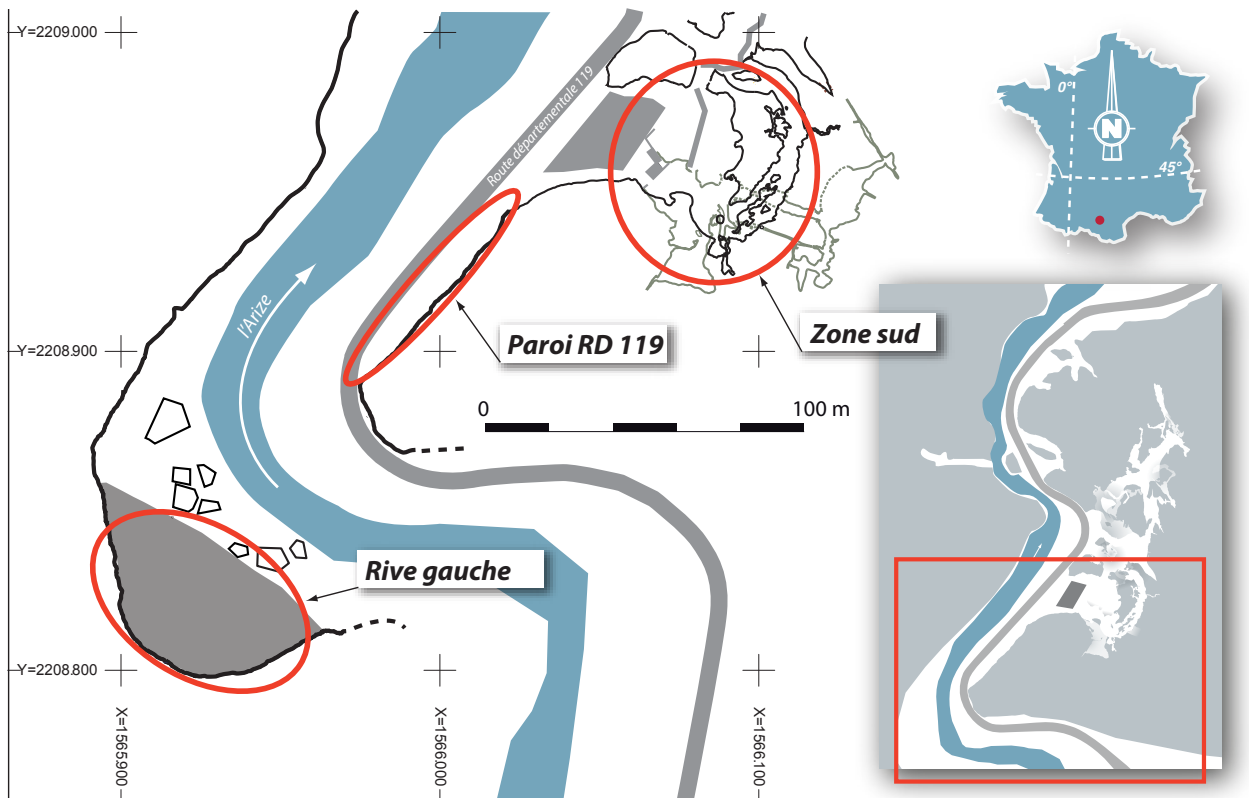 Y=2209.000
Route départementale 119
0°
N
45°
l'Arize
Paroi RD 119
Zone sud
Y=2208.900
0 100 m
Rive gauche
Y=2208.800
X=1565.900
X=1566.000
X=1566.100